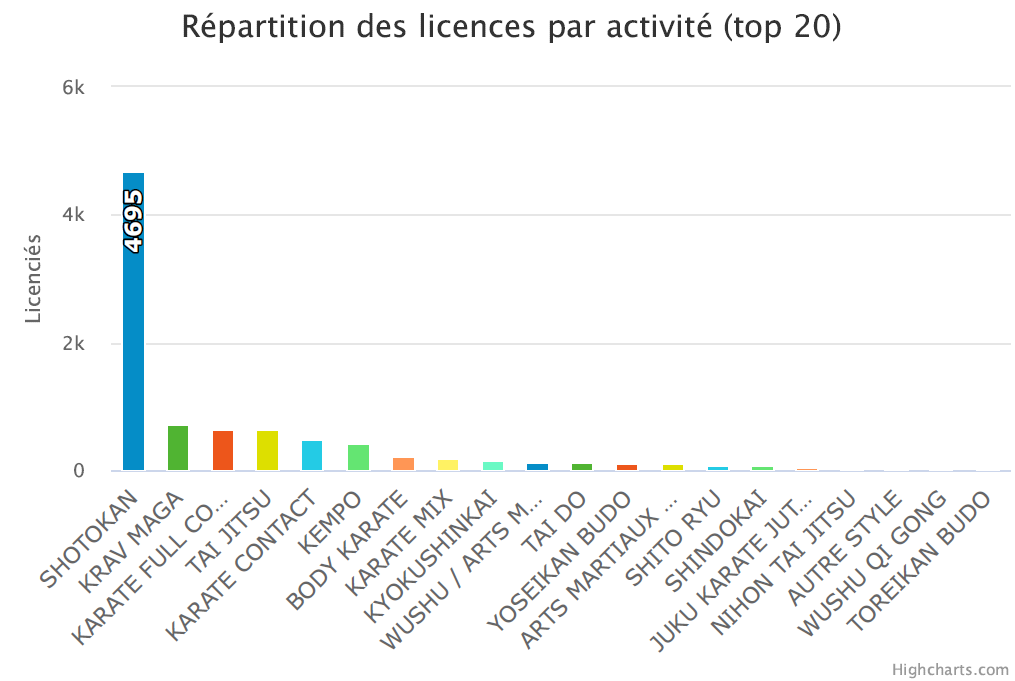 Répartition des licences par activité (top 20)
6k
4k
2k
0
Licenciés
4695
SHOTOKAN
KRAV MAGA
KARATE FULL CO...
TAI JITSU
KARATE CONTACT
KEMPO
BODY KARATE
KARATE MIX
KYOKUSHINKAI
WUSHU / ARTS M...
TAI DO
YOSEIKAN BUDO
ARTS MARTIAUX ...
SHITO RYU
SHINDOKAI
JUKU KARATE JUT...
NIHON TAI JITSU
AUTRE STYLE
WUSHU QI GONG
TOREIKAN BUDO
Highcharts.com